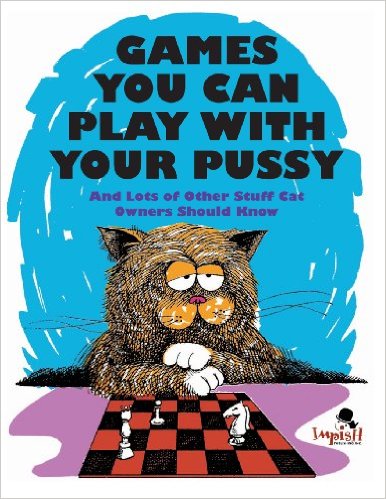 GAMES
YOU CAN
PLAY WITH
YOUR PUSSY
And Lots of Other Stuff Cat
Owners Should Know
ImpisH